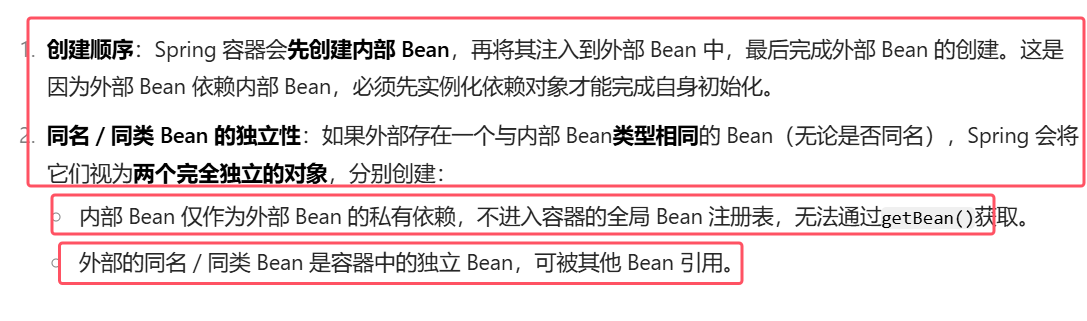 1. 创建顺序：Spring 容器会先创建内部 Bean，再将其注入到外部 Bean 中，最后完成外部 Bean 的创建。这是
因为外部 Bean 依赖内部 Bean，必须先实例化依赖对象才能完成自身初始化。
2. 同名 / 同类 Bean 的独立性：如果外部存在一个与内部 Bean类型相同的 Bean（无论是否同名），Spring 会将
它们视为两个完全独立的对象，分别创建：
内部 Bean 仅作为外部 Bean 的私有依赖，不进入容器的全局 Bean 注册表，无法通过getBean()获取。
外部的同名 / 同类 Bean 是容器中的独立 Bean，可被其他 Bean 引用。